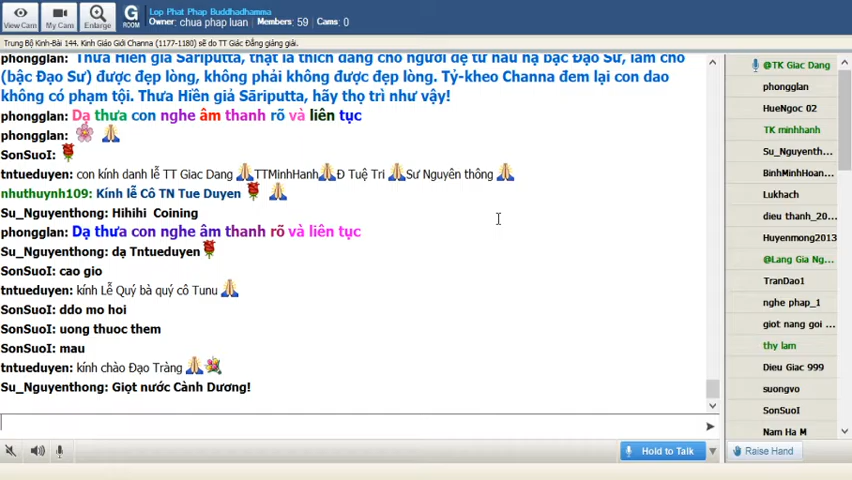 View Cam
My Cam
Enlarge
G
ROOM
Lop Phat Phap Buddhadhamma
Owner: chua phap luan / Members: 59 / Cams: 0
Trung Bộ Kinh-Bài 144. Kinh Giáo Giới Channa (1177-1180) sẽ do TT Giác Đẳng giảng giải.
phongglan: Thưa Hiền giả Sāriputta, thật là thích đáng cho người đệ tử hầu hạ bậc Đạo Sư, làm cho
(bậc Đạo Sư) được đẹp lòng, không phải không được đẹp lòng. Tỷ-kheo Channa đem lại con dao
không có phạm tội. Thưa Hiền giả Sāriputta, hãy thọ trì như vậy!
phongglan: Dạ thưa con nghe âm thanh rõ và liên tục
phongglan:
SonSuoI:
tntueduyen: con kính danh lễ TT Giac Dang TTMinhHanh Đ Tuệ Tri Sư Nguyên thông
nhuthuynh109: Kính lễ Cô TN Tue Duyen
Su_Nguyenthong: Hihihi Coining
phongglan: Dạ thưa con nghe âm thanh rõ và liên tục
Su_Nguyenthong: dạ Tntueduyen
SonSuoI: cao gio
tntueduyen: kính Lễ Quý bà quý cô Tunu
SonSuoI: ddo mo hoi
SonSuoI: uong thuoc them
SonSuoI: mau
tntueduyen: kính chào Đạo Tràng
Su_Nguyenthong: Giọt nước Cành Dương!
Hold to Talk
@TK Giac Dang
phongglan
HueNgoc 02
TK minhhanh
Su_Nguyenth...
BinhMinhHoan...
Lukhach
dieu thanh_20...
Huyenmong2013
@Lang Gia Ng...
TranDao1
nghe phap_1
giot nang goi ...
thy lam
Dieu Giac 999
suongvo
SonSuoI
Nam Ha M
Raise Hand